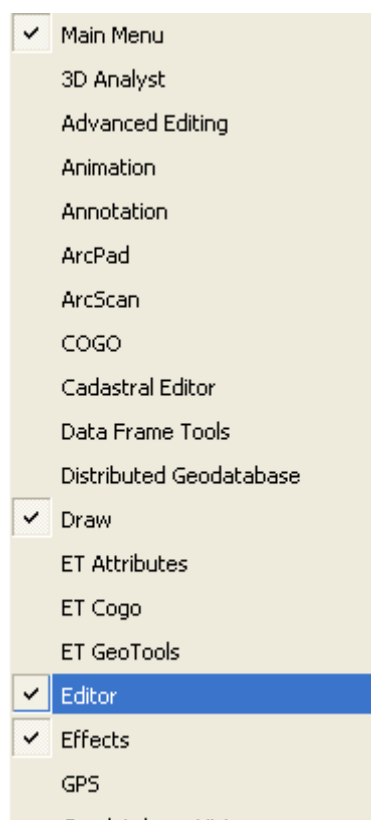 Main Menu
3D Analyst
Advanced Editing
Animation
Annotation
ArcPad
ArcScan
COGO
Cadastral Editor
Data Frame Tools
Distributed Geodatabase
Draw
ET Attributes
ET Cogo
ET GeoTools
Editor
Effects
GPS